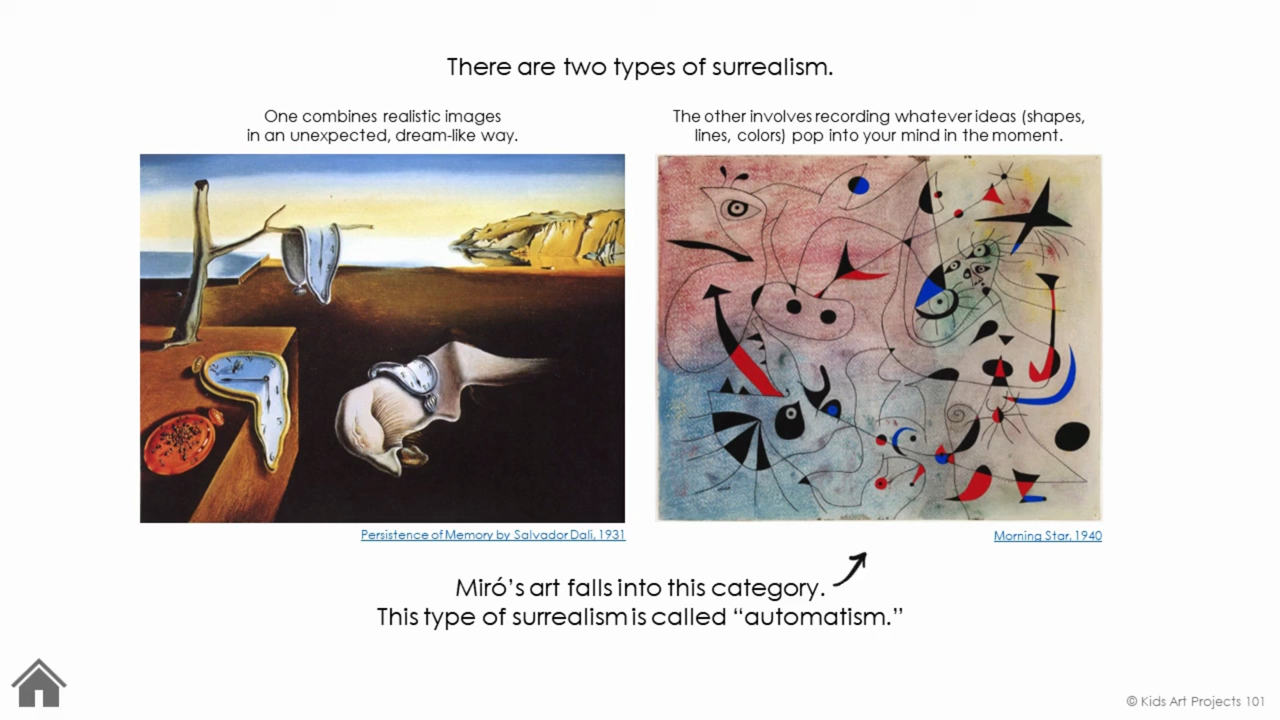 There are two types of surrealism.
One combines realistic images
in an unexpected, dream-like way.
The other involves recording whatever ideas (shapes,
lines, colors) pop into your mind in the moment.
Persistence of Memory by Salvador Dali, 1931
Morning Star, 1940
Miró’s art falls into this category.
This type of surrealism is called “automatism.”
© Kids Art Projects 101